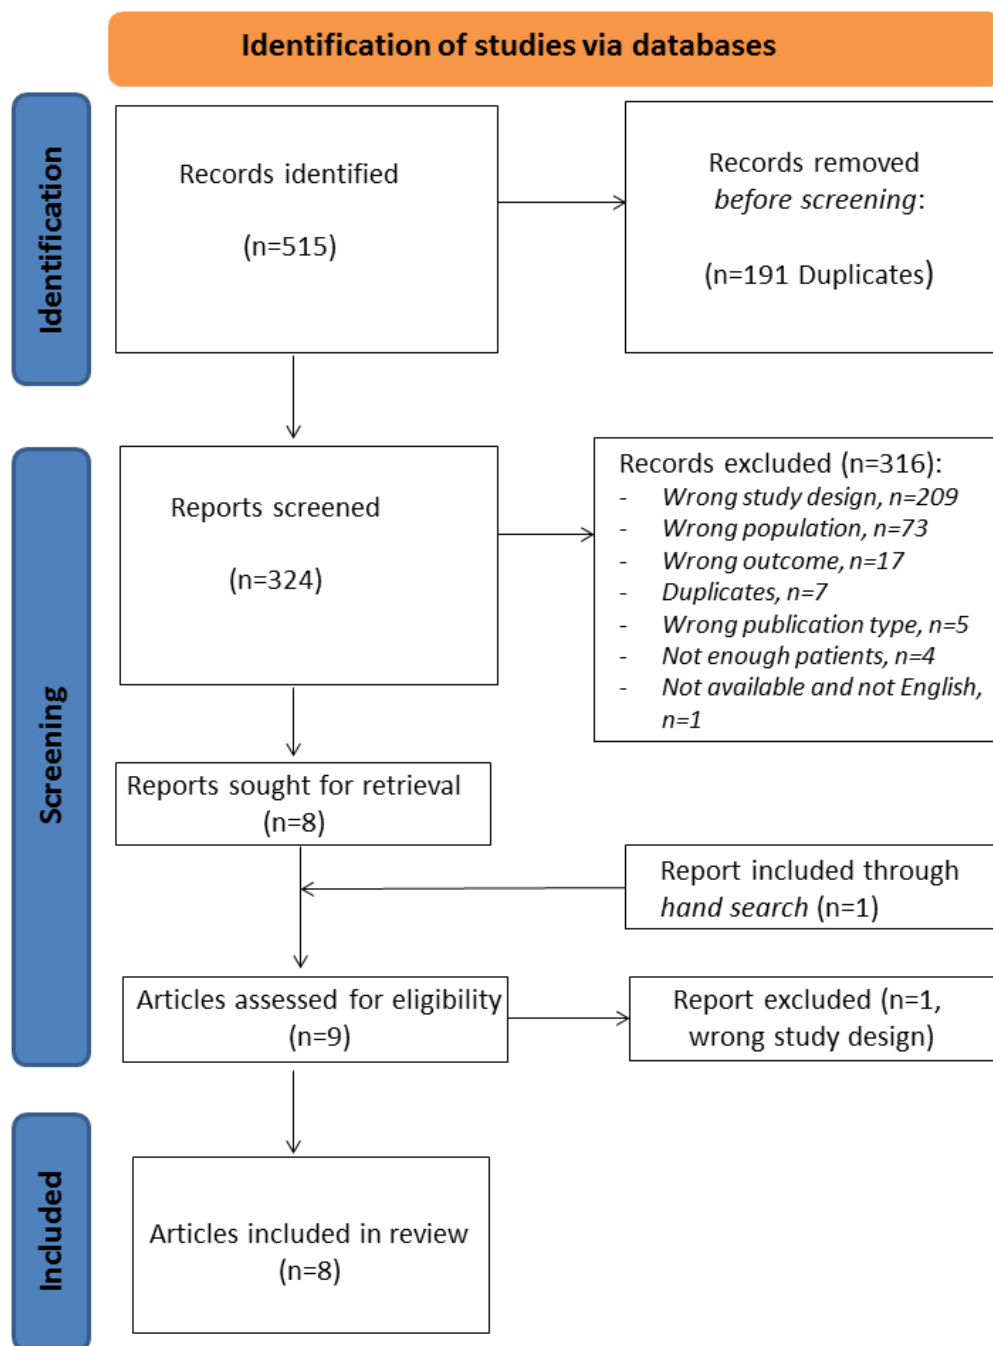 Identification of studies via databases
Identification
Records identified
(n=515)
Records removed
before screening:
(n=191 Duplicates)
Screening
Reports screened
(n=324)
Records excluded (n=316):
- Wrong study design, n=209
- Wrong population, n=73
- Wrong outcome, n=17
- Duplicates, n=7
- Wrong publication type, n=5
- Not enough patients, n=4
- Not available and not English,
n=1
Reports sought for retrieval
(n=8)
Report included through
hand search (n=1)
Articles assessed for eligibility
(n=9)
Report excluded (n=1,
wrong study design)
Included
Articles included in review
(n=8)